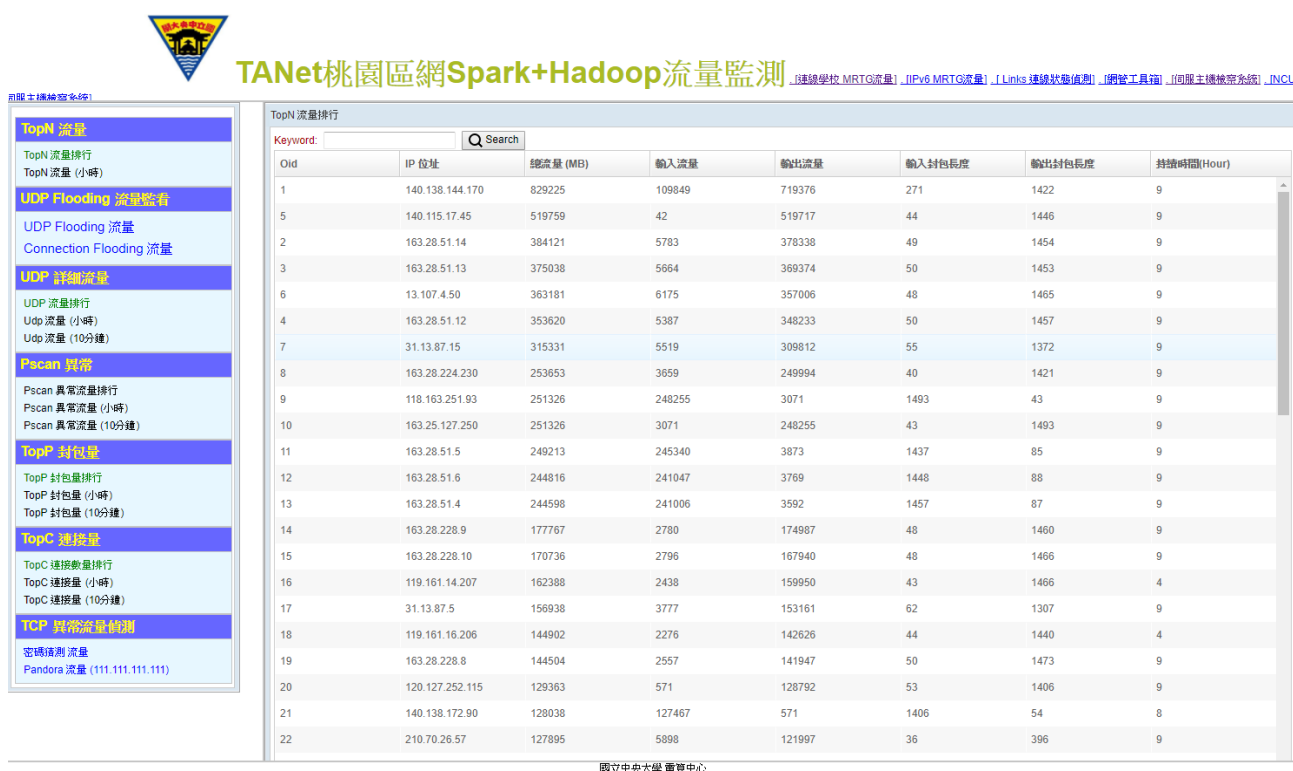 TANet桃園區網Spark+Hadoop流量監測 . [連線學校 MRTG流量] . [IPv6 MRTG流量] . [ Links 連線狀態偵測] . [網管工具箱] . [伺服主機檢察系統] . [NCU
伺服主機檢察系統]
TopN 流量
TopN 流量排行
TopN 流量 (小時)
UDP Flooding 流量監看
UDP Flooding 流量
Connection Flooding 流量
UDP 詳細流量
UDP 流量排行
Udp 流量 (小時)
Udp 流量 (10分鐘)
Pscan 異常
Pscan 異常流量排行
Pscan 異常流量 (小時)
Pscan 異常流量 (10分鐘)
TopP 封包量
TopP 封包量排行
TopP 封包量 (小時)
TopP 封包量 (10分鐘)
TopC 連接量
TopC 連接數量排行
TopC 連接量 (小時)
TopC 連接量 (10分鐘)
TCP 異常流量偵測
密碼猜測 流量
Pandora 流量 (111.111.111.111)
TopN 流量排行
Keyword: Search
Oid IP 位址 總流量 (MB) 輸入流量 輸出流量 輸入封包長度 輸出封包長度 持續時間(Hour)
1 140.138.144.170 829225 109849 719376 271 1422 9
5 140.115.17.45 519759 42 519717 44 1446 9
2 163.28.51.14 384121 5783 378338 49 1454 9
3 163.28.51.13 375038 5664 369374 50 1453 9
6 13.107.4.50 363181 6175 357006 48 1465 9
4 163.28.51.12 353620 5387 348233 50 1457 9
7 31.13.87.15 315331 5519 309812 55 1372 9
8 163.28.224.230 253653 3659 249994 40 1421 9
9 118.163.251.93 251326 248255 3071 1493 43 9
10 163.25.127.250 251326 3071 248255 43 1493 9
11 163.28.51.5 249213 245340 3873 1437 85 9
12 163.28.51.6 244816 241047 3769 1448 88 9
13 163.28.51.4 244598 241006 3592 1457 87 9
14 163.28.228.9 177767 2780 174987 48 1460 9
15 163.28.228.10 170736 2796 167940 48 1466 9
16 119.161.14.207 162388 2438 159950 43 1466 4
17 31.13.87.5 156938 3777 153161 62 1307 9
18 119.161.16.206 144902 2276 142626 44 1440 4
19 163.28.228.8 144504 2557 141947 50 1473 9
20 120.127.252.115 129363 571 128792 53 1406 9
21 140.138.172.90 128038 127467 571 1406 54 8
22 210.70.26.57 127895 5898 121997 36 396 9
國立中央大學 電算中心